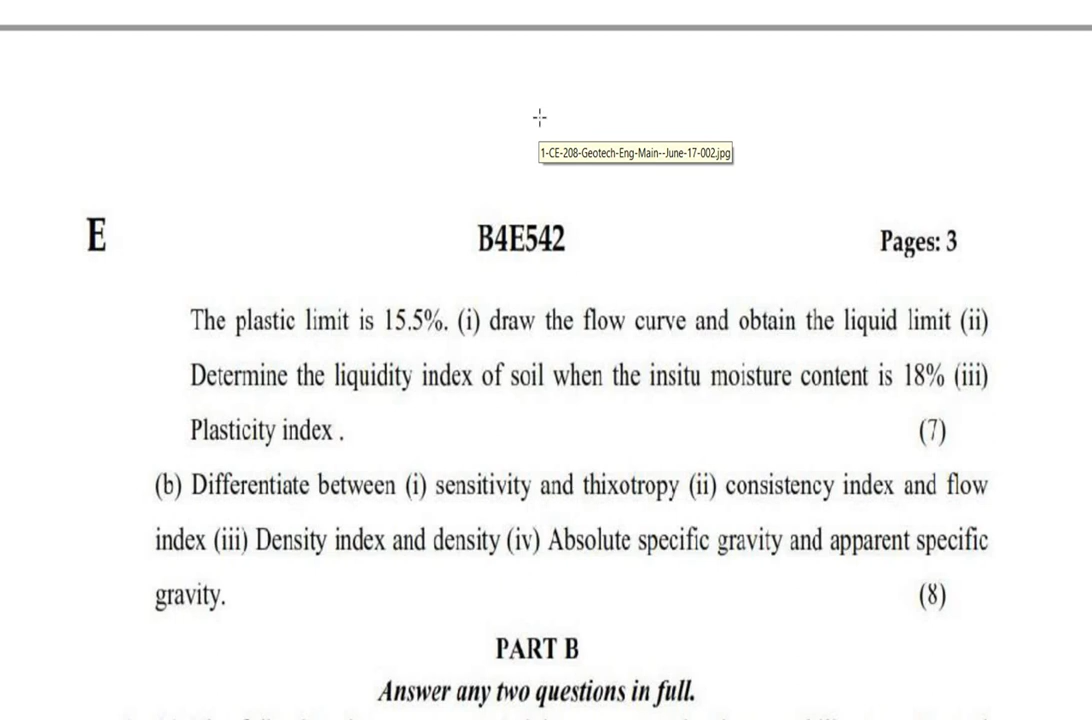 1-CE-208-Geotech-Eng-Main--June-17-002.jpg
E B4E542 Pages: 3
The plastic limit is 15.5%. (i) draw the flow curve and obtain the liquid limit (ii)
Determine the liquidity index of soil when the insitu moisture content is 18% (iii)
Plasticity index . (7)
(b) Differentiate between (i) sensitivity and thixotropy (ii) consistency index and flow
index (iii) Density index and density (iv) Absolute specific gravity and apparent specific
gravity. (8)
PART B
Answer any two questions in full.